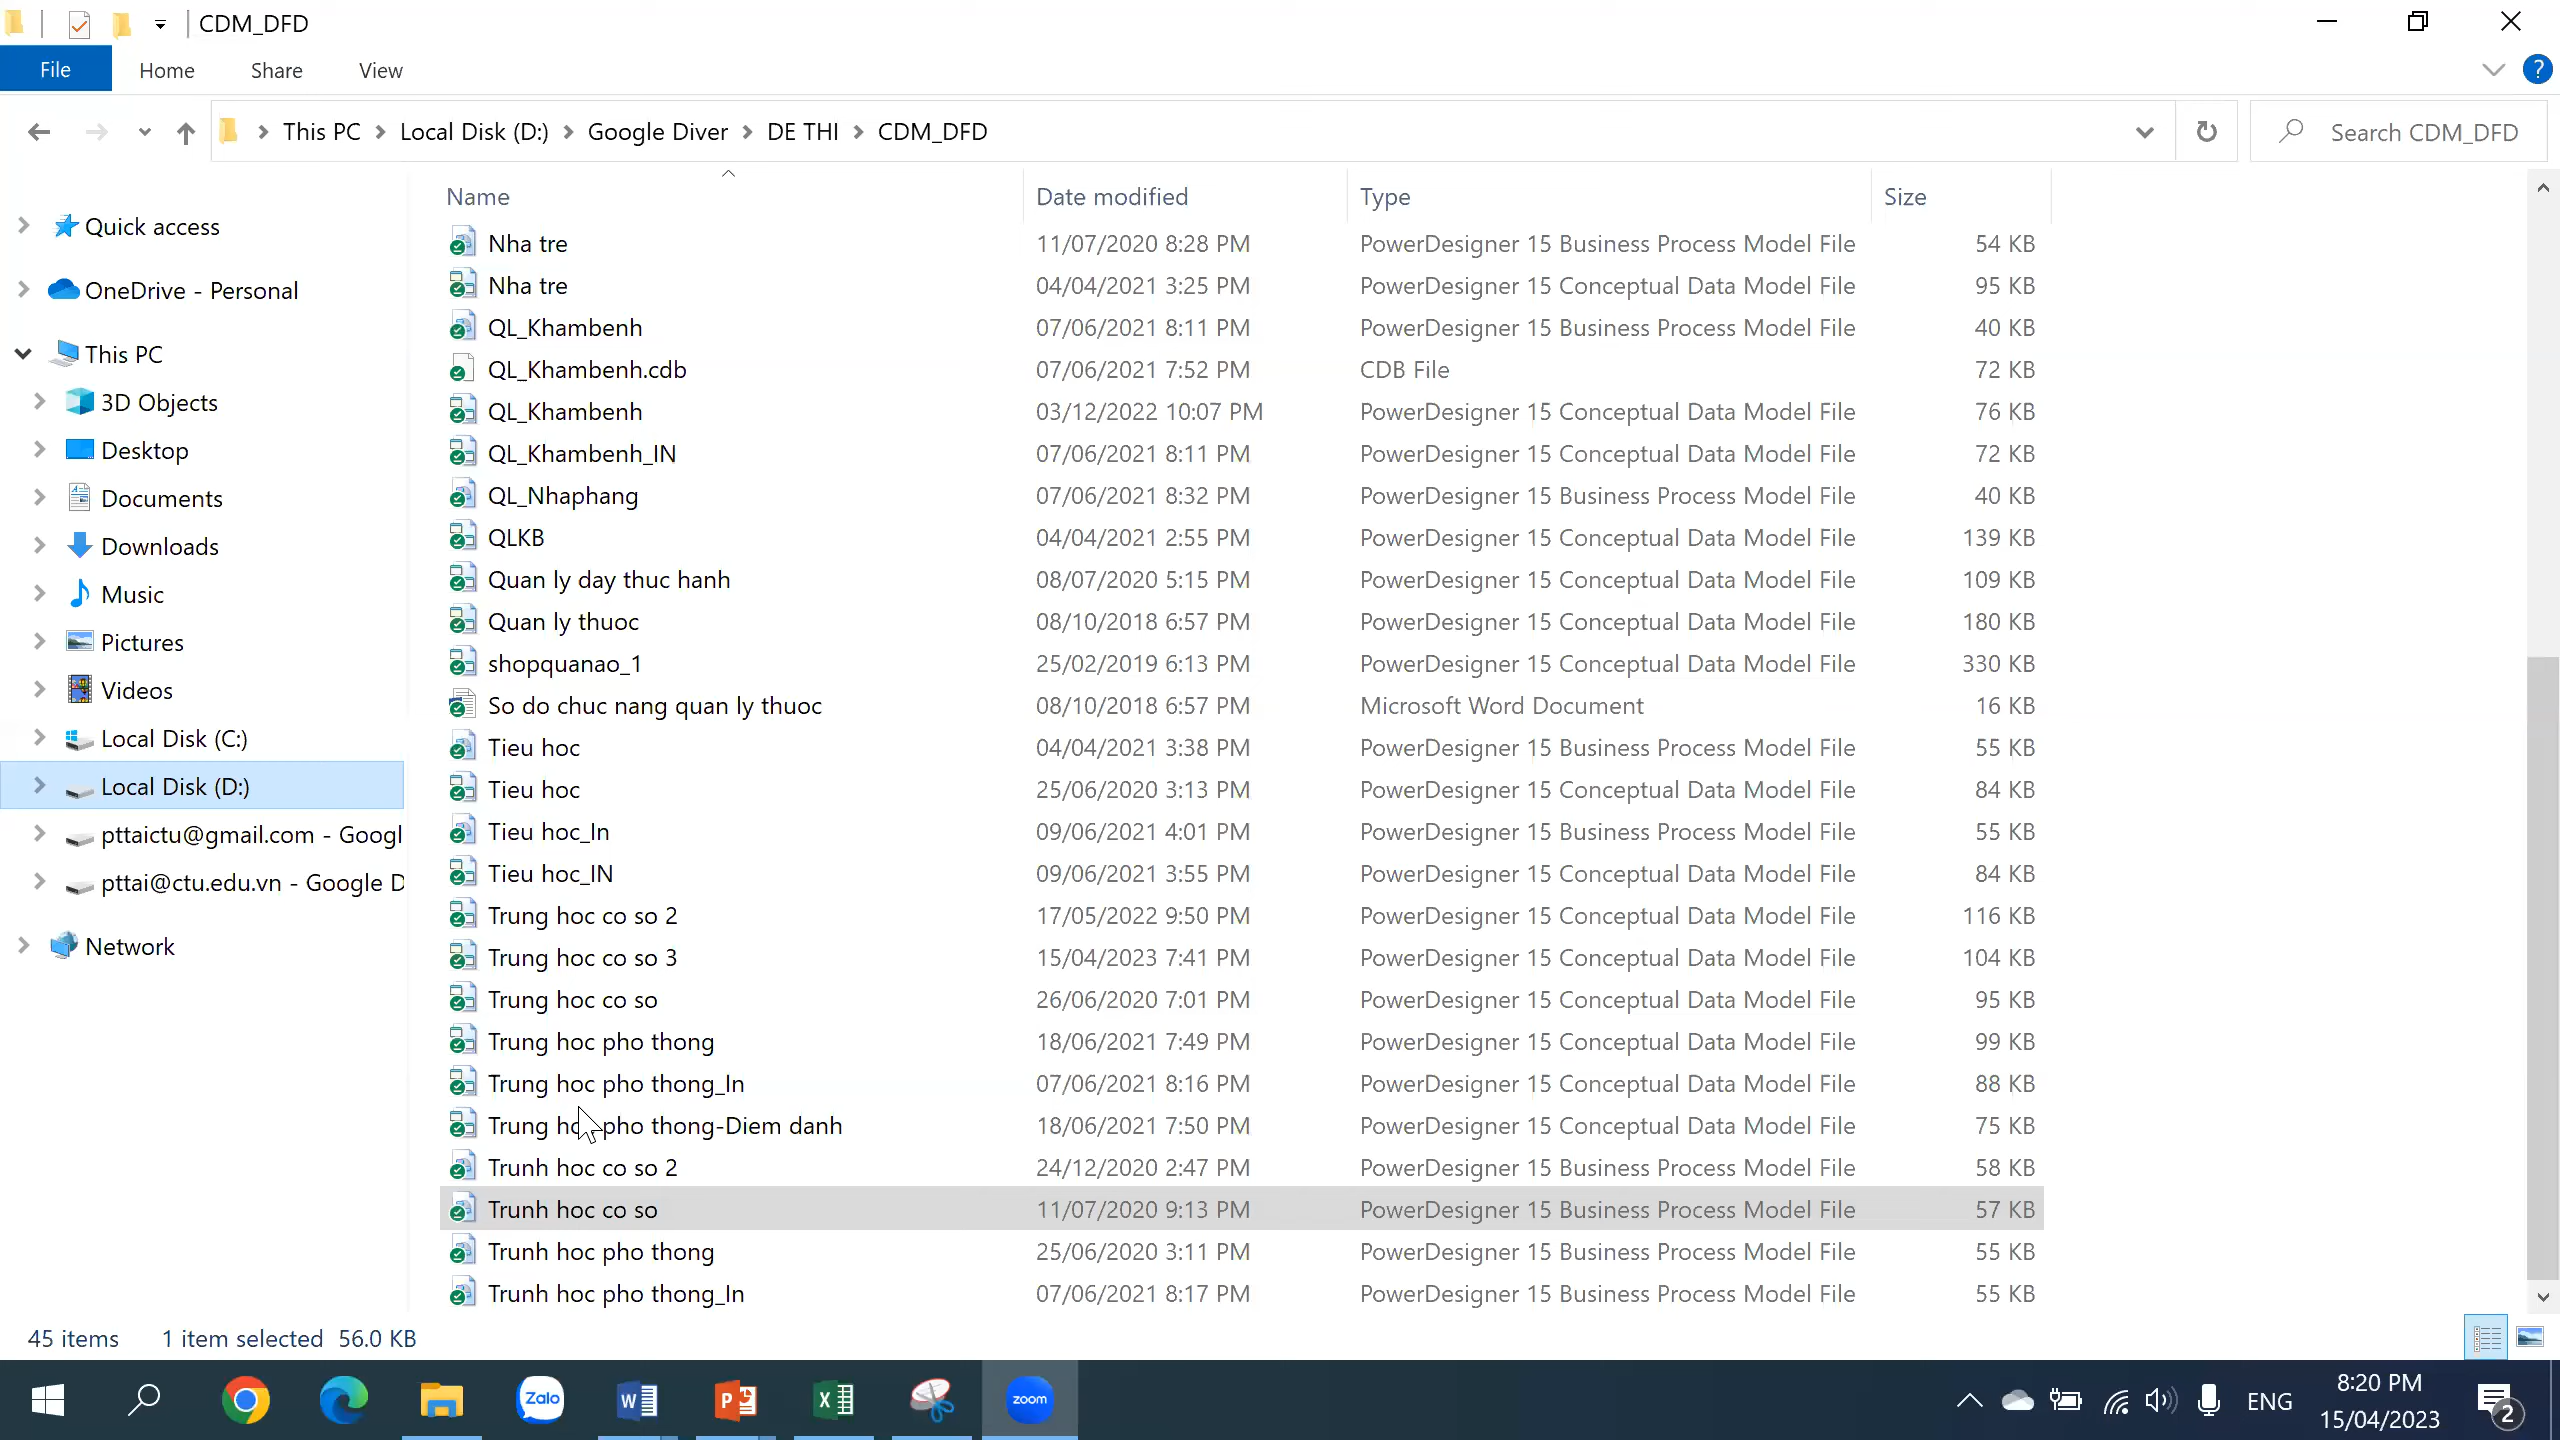 CDM_DFD
File Home Share View
This PC Local Disk (D:) Google Diver DE THI CDM_DFD Search CDM_DFD
Name Date modified Type Size
Quick access
OneDrive - Personal
This PC
3D Objects
Desktop
Documents
Downloads
Music
Pictures
Videos
Local Disk (C:)
Local Disk (D:)
pttaictu@gmail.com - Googl
pttai@ctu.edu.vn - Google D
Network
Nha tre 11/07/2020 8:28 PM PowerDesigner 15 Business Process Model File 54 KB
Nha tre 04/04/2021 3:25 PM PowerDesigner 15 Conceptual Data Model File 95 KB
QL_Khambenh 07/06/2021 8:11 PM PowerDesigner 15 Business Process Model File 40 KB
QL_Khambenh.cdb 07/06/2021 7:52 PM CDB File 72 KB
QL_Khambenh 03/12/2022 10:07 PM PowerDesigner 15 Conceptual Data Model File 76 KB
QL_Khambenh_IN 07/06/2021 8:11 PM PowerDesigner 15 Conceptual Data Model File 72 KB
QL_Nhaphang 07/06/2021 8:32 PM PowerDesigner 15 Business Process Model File 40 KB
QLKB 04/04/2021 2:55 PM PowerDesigner 15 Conceptual Data Model File 139 KB
Quan ly day thuc hanh 08/07/2020 5:15 PM PowerDesigner 15 Conceptual Data Model File 109 KB
Quan ly thuoc 08/10/2018 6:57 PM PowerDesigner 15 Conceptual Data Model File 180 KB
shopquanao_1 25/02/2019 6:13 PM PowerDesigner 15 Conceptual Data Model File 330 KB
So do chuc nang quan ly thuoc 08/10/2018 6:57 PM Microsoft Word Document 16 KB
Tieu hoc 04/04/2021 3:38 PM PowerDesigner 15 Business Process Model File 55 KB
Tieu hoc 25/06/2020 3:13 PM PowerDesigner 15 Conceptual Data Model File 84 KB
Tieu hoc_In 09/06/2021 4:01 PM PowerDesigner 15 Business Process Model File 55 KB
Tieu hoc_IN 09/06/2021 3:55 PM PowerDesigner 15 Conceptual Data Model File 84 KB
Trung hoc co so 2 17/05/2022 9:50 PM PowerDesigner 15 Conceptual Data Model File 116 KB
Trung hoc co so 3 15/04/2023 7:41 PM PowerDesigner 15 Conceptual Data Model File 104 KB
Trung hoc co so 26/06/2020 7:01 PM PowerDesigner 15 Conceptual Data Model File 95 KB
Trung hoc pho thong 18/06/2021 7:49 PM PowerDesigner 15 Conceptual Data Model File 99 KB
Trung hoc pho thong_In 07/06/2021 8:16 PM PowerDesigner 15 Conceptual Data Model File 88 KB
Trung hoc pho thong-Diem danh 18/06/2021 7:50 PM PowerDesigner 15 Conceptual Data Model File 75 KB
Trunh hoc co so 2 24/12/2020 2:47 PM PowerDesigner 15 Business Process Model File 58 KB
Trunh hoc co so 11/07/2020 9:13 PM PowerDesigner 15 Business Process Model File 57 KB
Trunh hoc pho thong 25/06/2020 3:11 PM PowerDesigner 15 Business Process Model File 55 KB
Trunh hoc pho thong_In 07/06/2021 8:17 PM PowerDesigner 15 Business Process Model File 55 KB
45 items 1 item selected 56.0 KB
Zalo zoom ENG 8:20 PM
15/04/2023 2